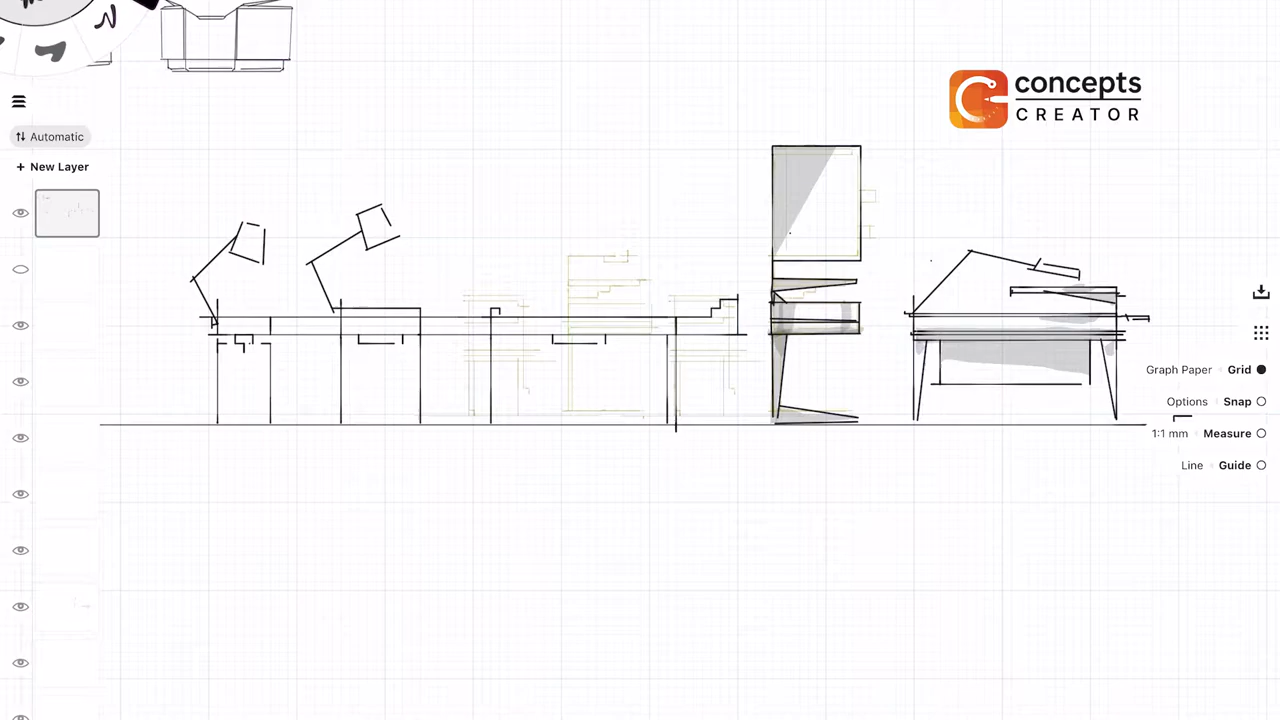 concepts
CREATOR
Automatic
+ New Layer
Graph Paper Grid
Options Snap
1:1 mm Measure
Line Guide